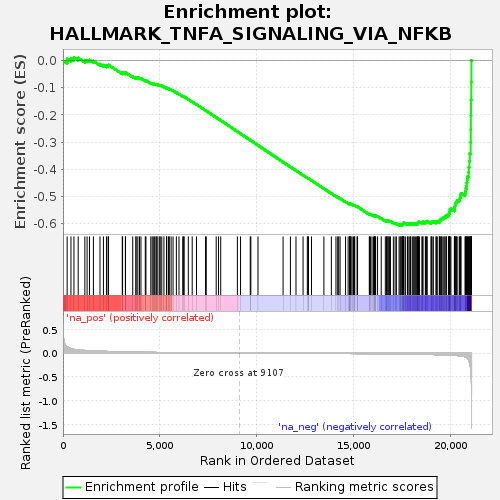 Enrichment plot:
HALLMARK_TNFA_SIGNALING_VIA_NFKB
Enrichment score (ES)
0.0
-0.1
-0.2
-0.3
-0.4
-0.5
-0.6
'na_pos' (positively correlated)
Ranked list metric (PreRanked)
0.5
0.0
-0.5
-1.0
-1.5
Zero cross at 9107
'na_neg' (negatively correlated)
0
5,000
10,000
15,000
20,000
Rank in Ordered Dataset
Enrichment profile
Hits
Ranking metric scores